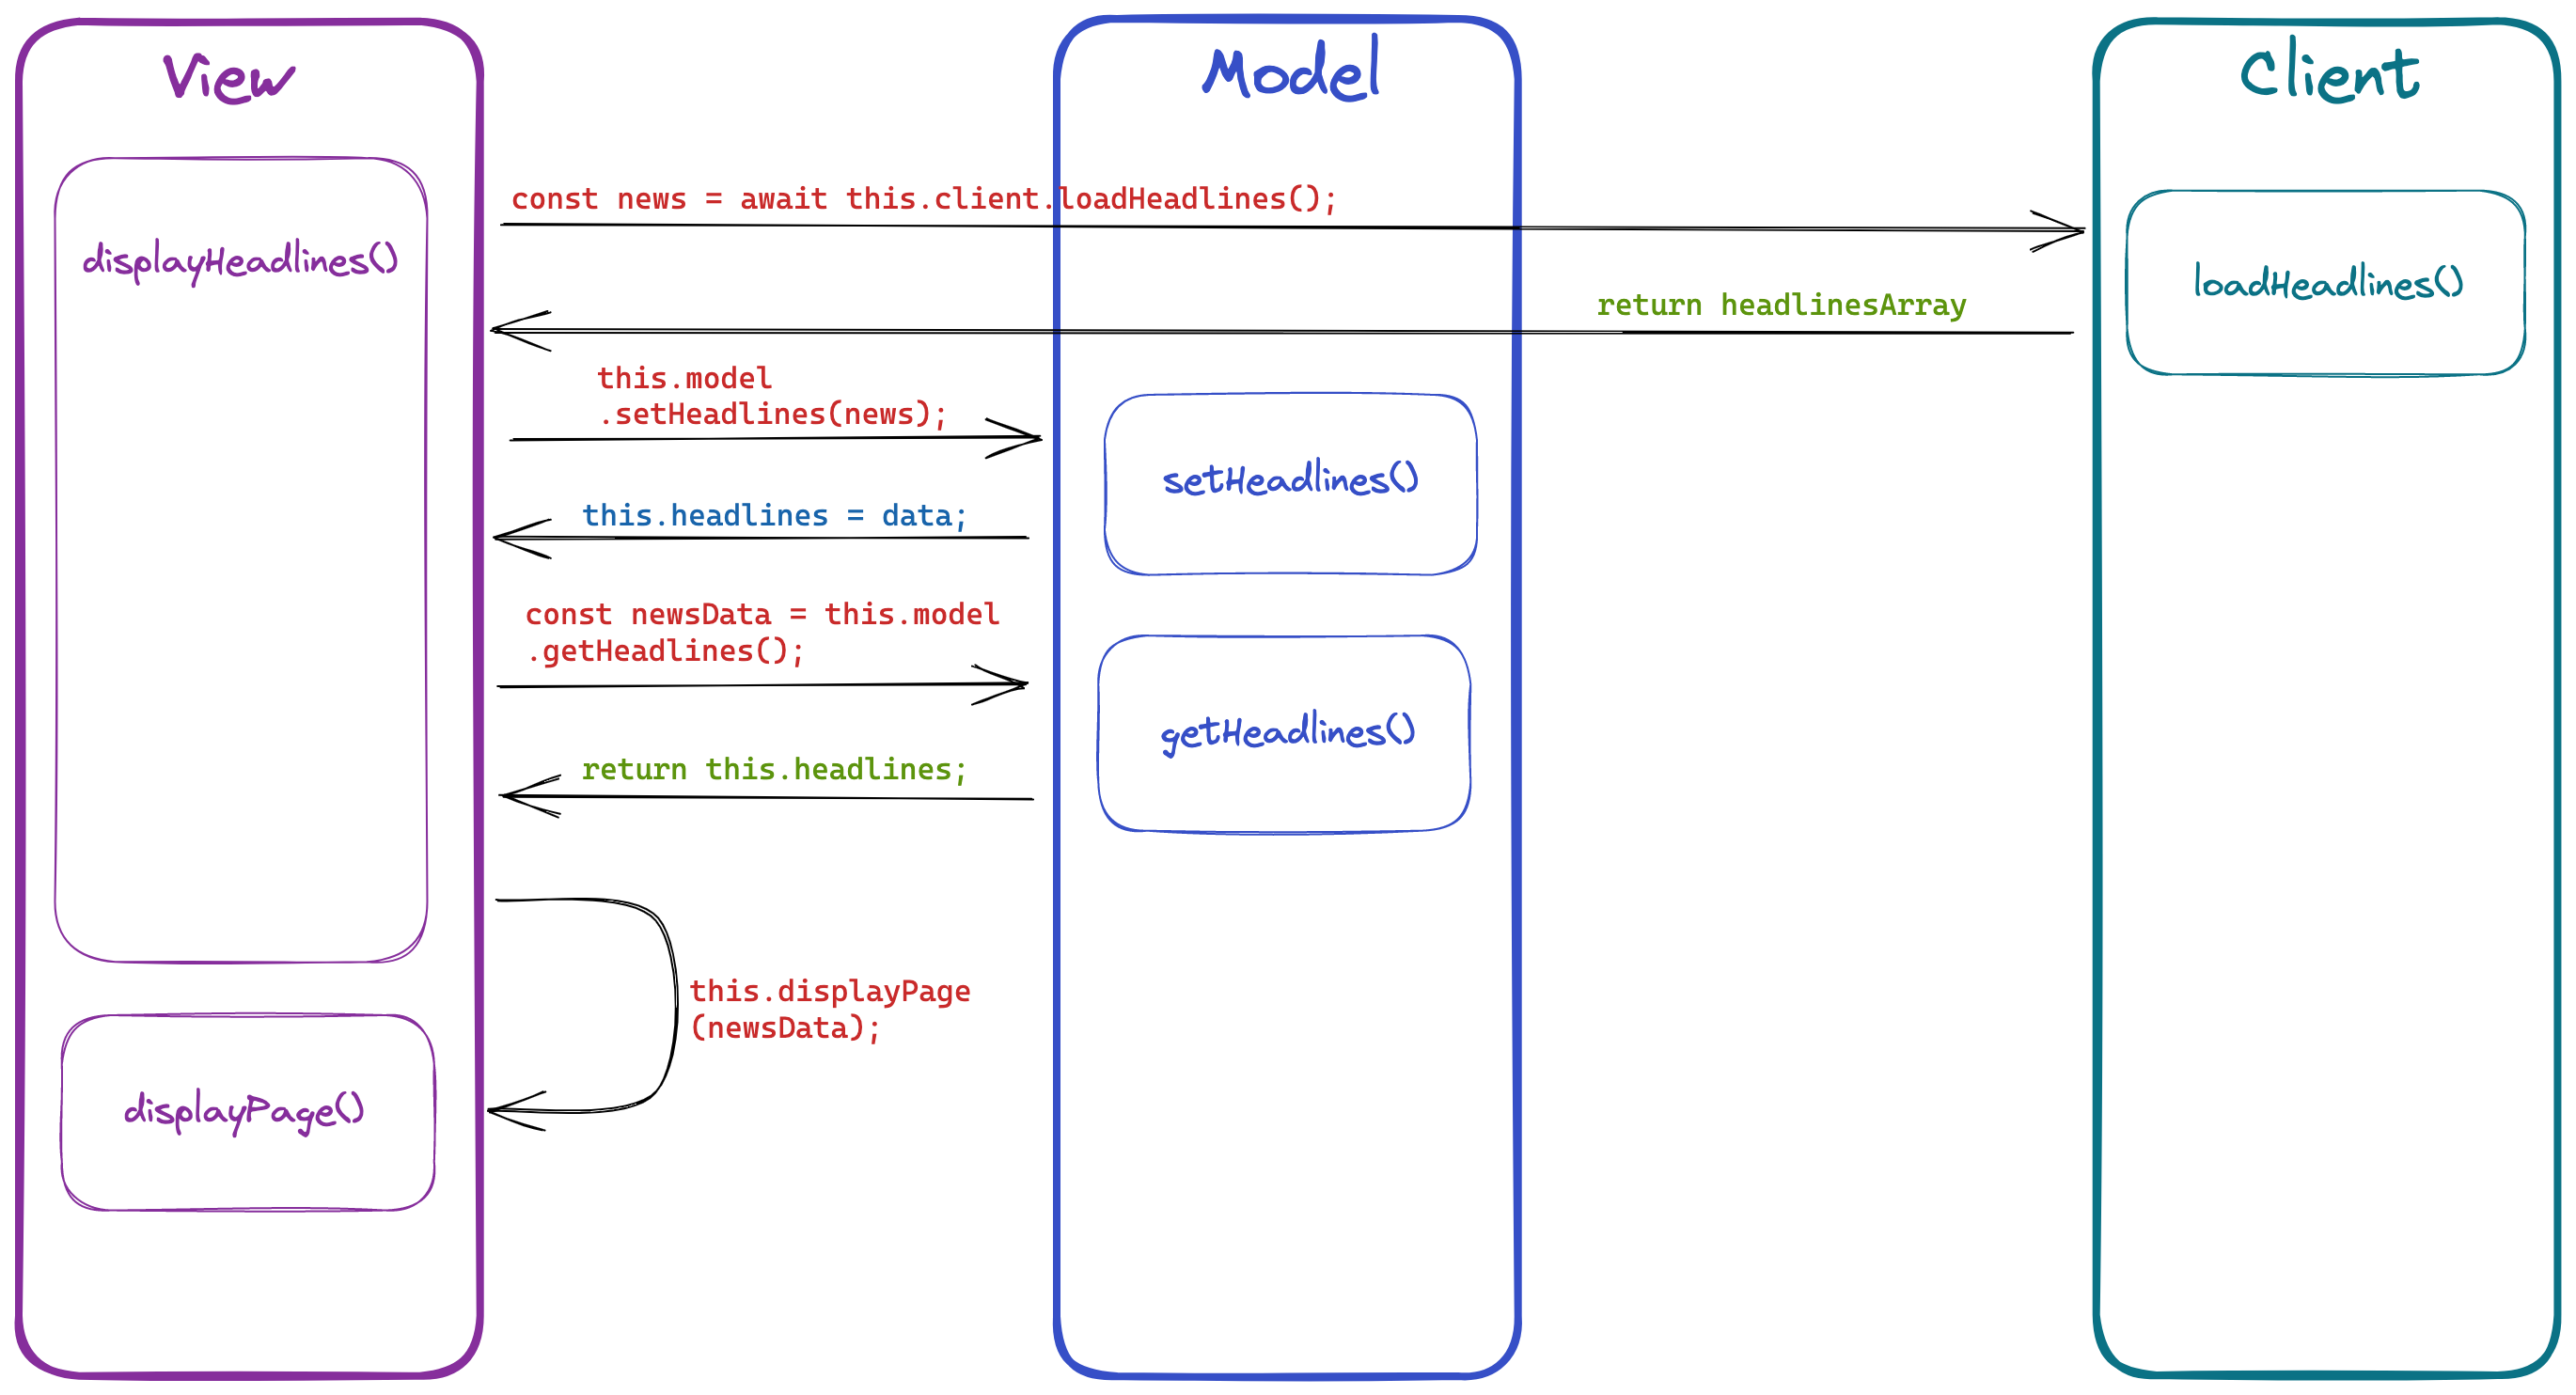 View
Model
Client
const news = await this.client.loadHeadlines();
displayHeadlines()
loadHeadlines()
return headlinesArray
this.model
.setHeadlines(news);
setHeadlines()
this.headlines = data;
const newsData = this.model
.getHeadlines();
getHeadlines()
return this.headlines;
this.displayPage
(newsData);
displayPage()